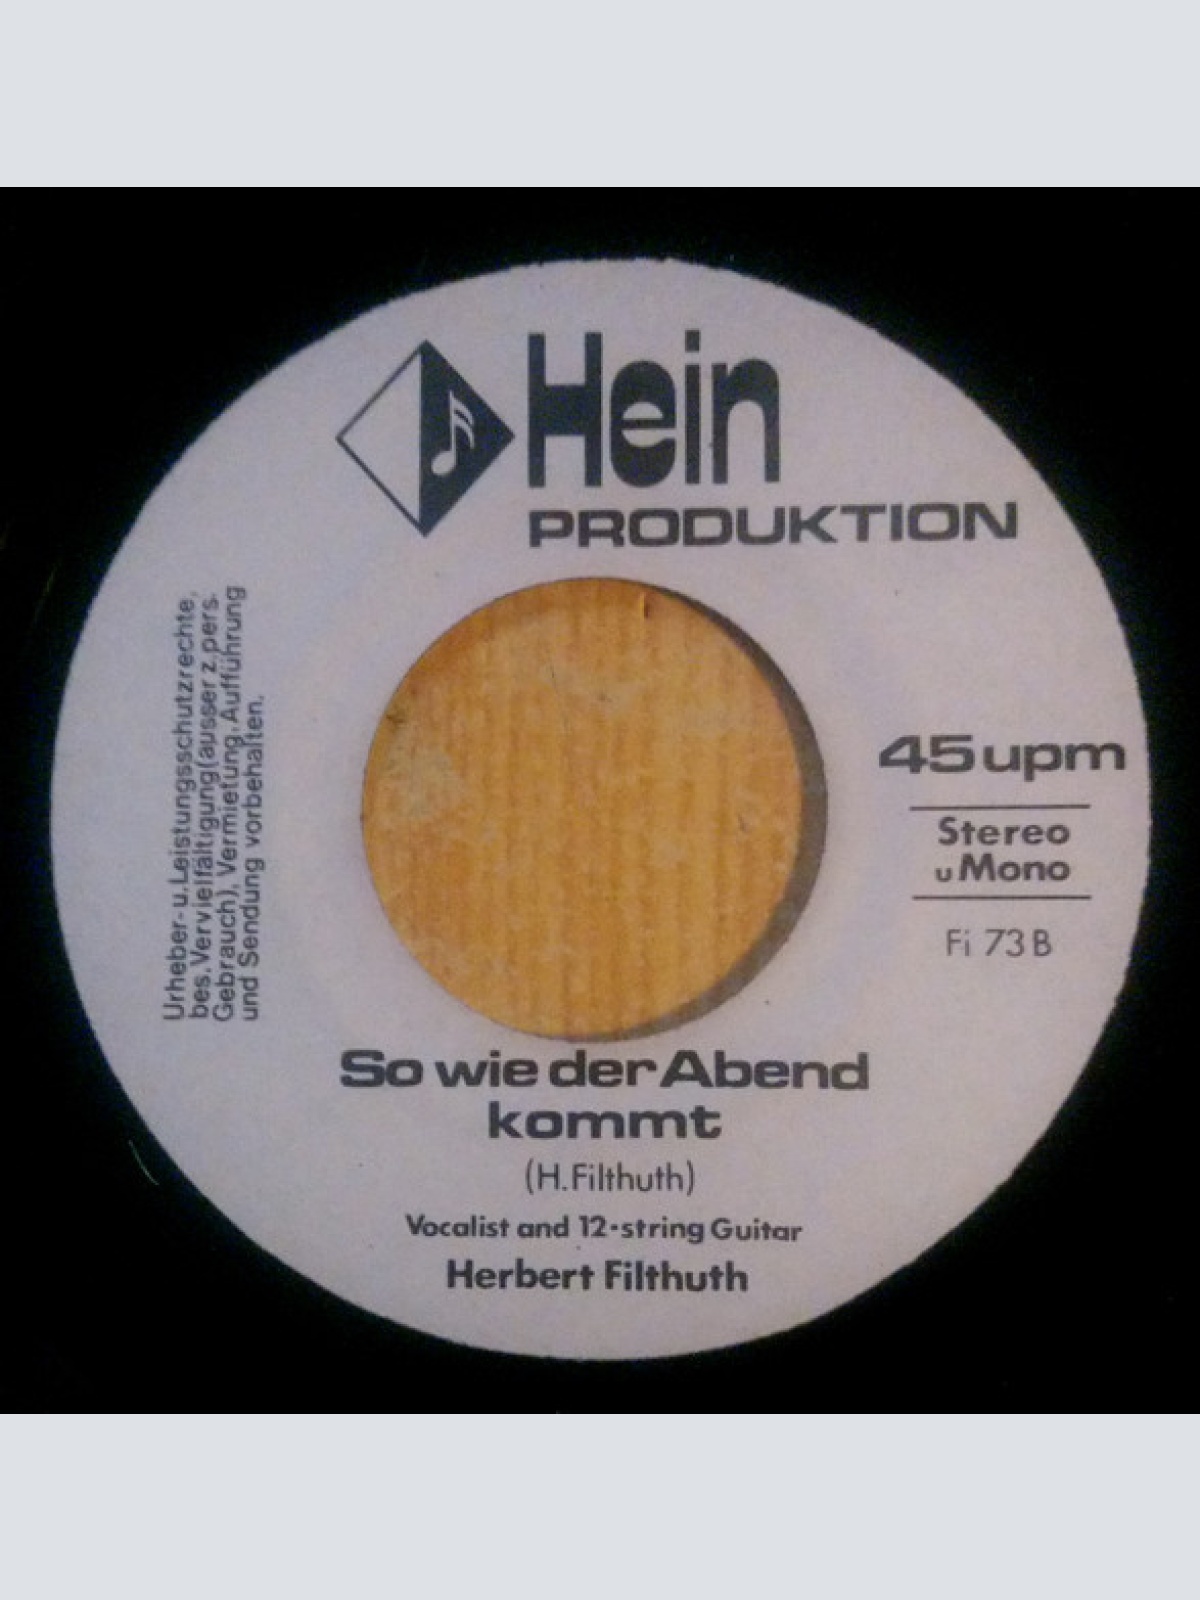 Hein
PRODUKTION
Urheber- u. Leistungsschutzrechte,
bes. Vervielfältigung (ausser z. pers.
Gebrauch), Vermietung, Aufführung
und Sendung vorbehalten.
45 upm
Stereo
u Mono
Fi 73 B
So wie der Abend
kommt
(H. Filthuth)
Vocalist and 12-string Guitar
Herbert Filthuth